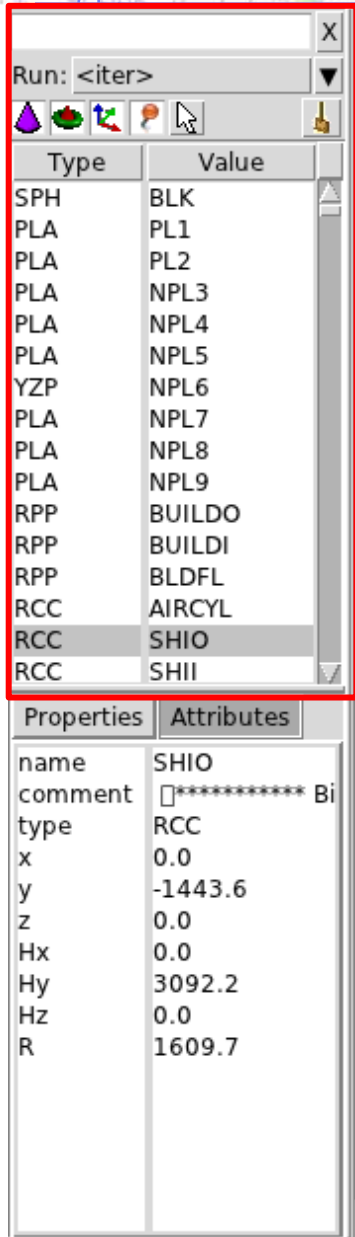 X
Run: <iter>
Type Value
SPH BLK
PLA PL1
PLA PL2
PLA NPL3
PLA NPL4
PLA NPL5
YZP NPL6
PLA NPL7
PLA NPL8
PLA NPL9
RPP BUILDO
RPP BUILDI
RPP BLDFL
RCC AIRCYL
RCC SHIO
RCC SHII
Properties Attributes
name SHIO
comment □*********** Bi
type RCC
x 0.0
y -1443.6
z 0.0
Hx 0.0
Hy 3092.2
Hz 0.0
R 1609.7